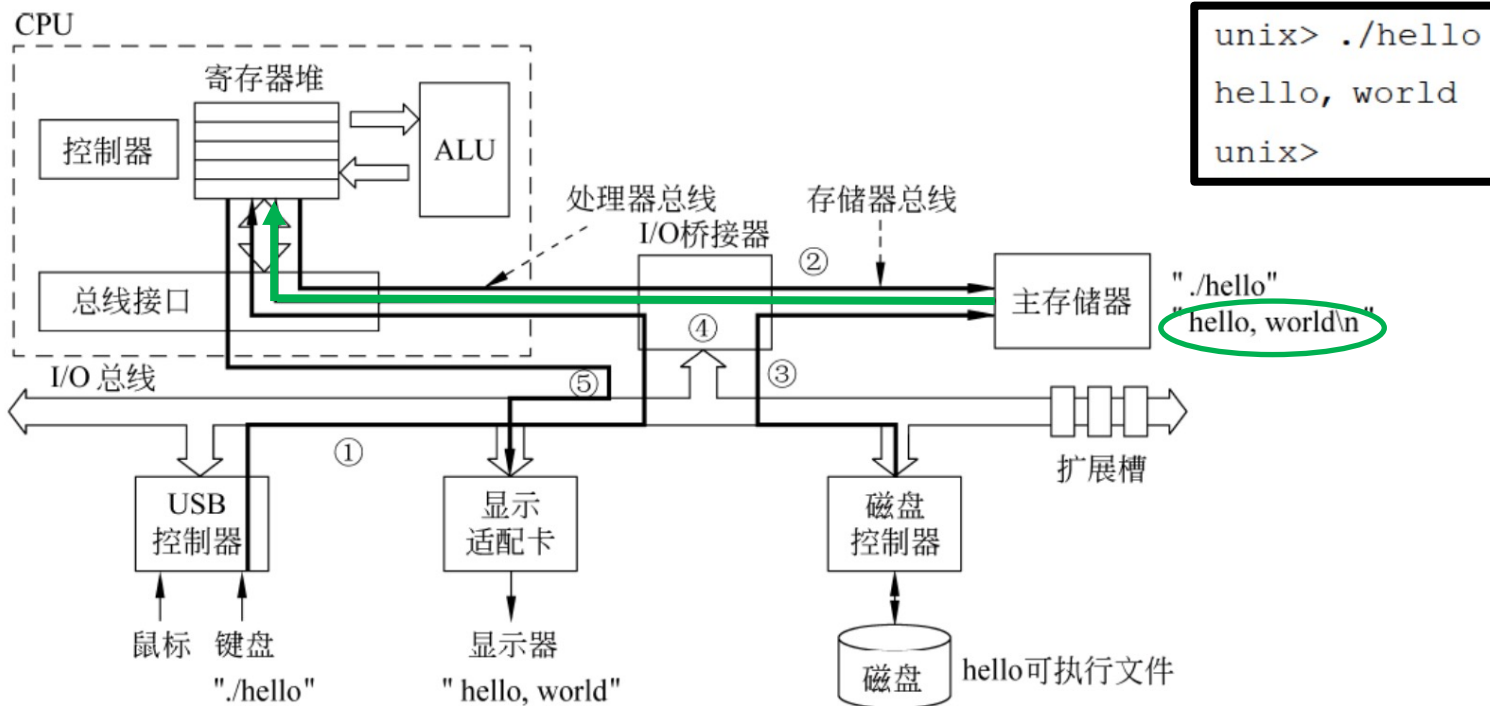 CPU
unix> ./hello
hello, world
unix>
寄存器堆
控制器
ALU
处理器总线
存储器总线
I/O桥接器
②
总线接口
主存储器
"./hello"
"hello, world\n"
④
I/O 总线
⑤
③
①
扩展槽
USB
控制器
显示
适配卡
磁盘
控制器
鼠标
键盘
显示器
"./hello"
"hello, world"
磁盘
hello可执行文件